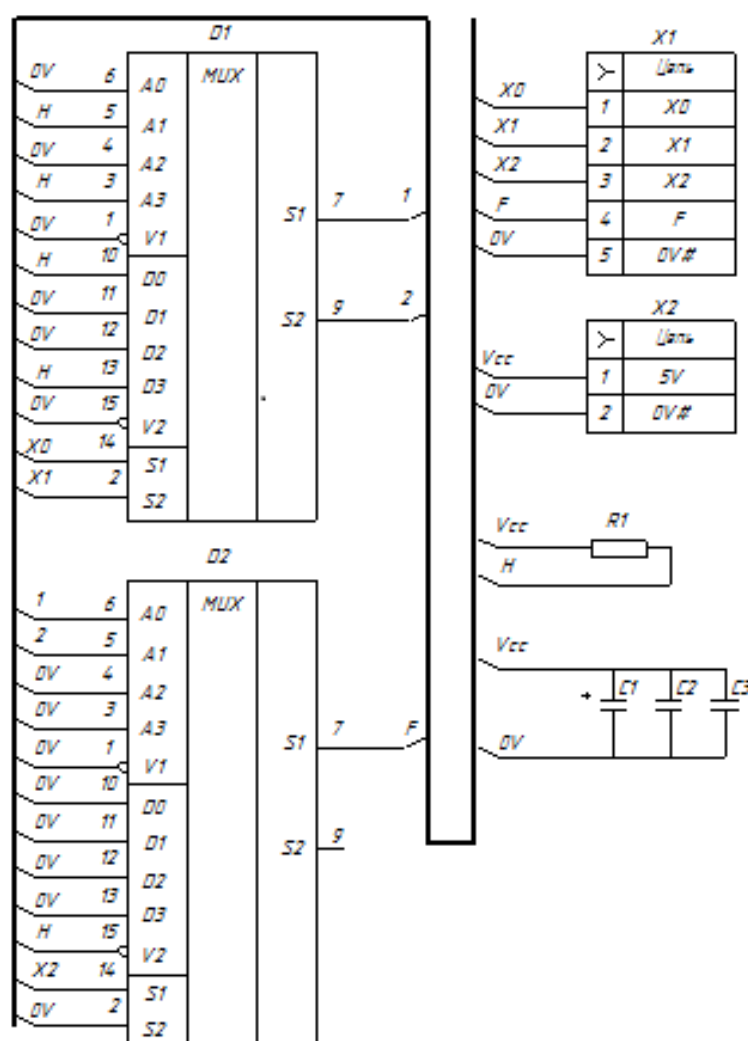 D1
0V 6 A0 MUX
H 5 A1
0V 4 A2
H 3 A3
0V 1 V1
S1 7 1
H 10 D0
0V 11 D1
0V 12 D2
S2 9 2
H 13 D3
0V 15 V2
X0 14 S1
X1 2 S2
D2
1 6 A0 MUX
2 5 A1
0V 4 A2
0V 3 A3
0V 1 V1
S1 7 F
0V 10 D0
0V 11 D1
0V 12 D2
S2 9
0V 13 D3
H 15 V2
X2 14 S1
0V 2 S2
X1
Цепь
X0 1 X0
X1 2 X1
X2 3 X2
F 4 F
0V 5 0V#
X2
Цепь
Vcc 1 5V
0V 2 0V#
Vcc R1
H
Vcc
+ C1 C2 C3
0V